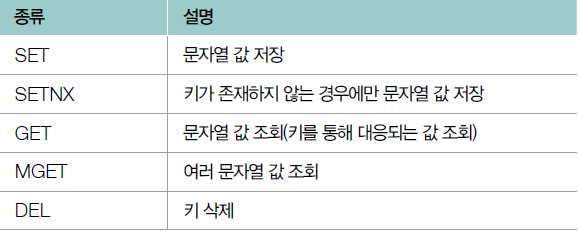 종류 설명
SET 문자열 값 저장
SETNX 키가 존재하지 않는 경우에만 문자열 값 저장
GET 문자열 값 조회(키를 통해 대응되는 값 조회)
MGET 여러 문자열 값 조회
DEL 키 삭제